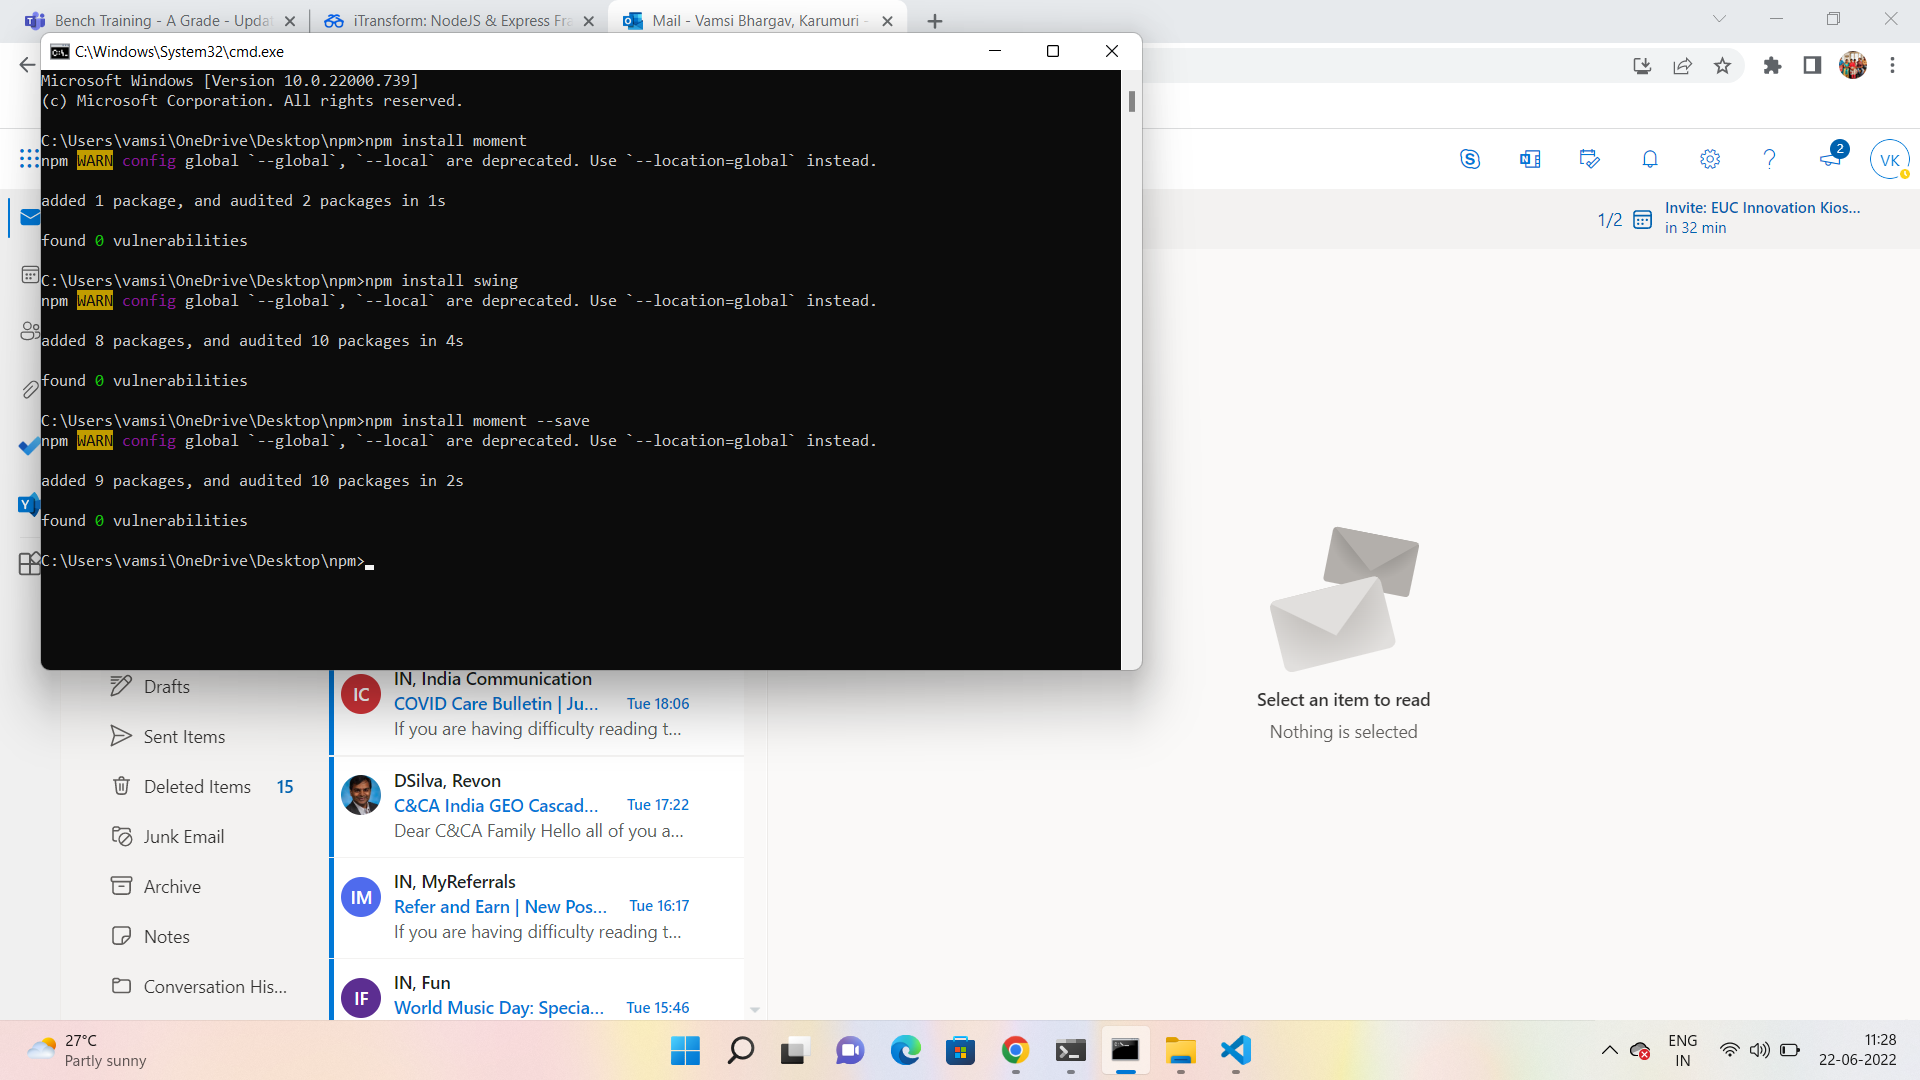 Bench Training - A Grade - Updat
iTransform: NodeJS & Express Fra
Mail - Vamsi Bhargav, Karumuri -
C:\Windows\System32\cmd.exe
Microsoft Windows [Version 10.0.22000.739]
(c) Microsoft Corporation. All rights reserved.
C:\Users\vamsi\OneDrive\Desktop\npm>npm install moment
npm WARN config global `--global`, `--local` are deprecated. Use `--location=global` instead.
added 1 package, and audited 2 packages in 1s
found 0 vulnerabilities
C:\Users\vamsi\OneDrive\Desktop\npm>npm install swing
npm WARN config global `--global`, `--local` are deprecated. Use `--location=global` instead.
added 8 packages, and audited 10 packages in 4s
found 0 vulnerabilities
C:\Users\vamsi\OneDrive\Desktop\npm>npm install moment --save
npm WARN config global `--global`, `--local` are deprecated. Use `--location=global` instead.
added 9 packages, and audited 10 packages in 2s
found 0 vulnerabilities
C:\Users\vamsi\OneDrive\Desktop\npm>
2
VK
1/2
Invite: EUC Innovation Kios...
in 32 min
Drafts
Sent Items
Deleted Items 15
Junk Email
Archive
Notes
Conversation His...
IC
IN, India Communication
COVID Care Bulletin | Ju... Tue 18:06
If you are having difficulty reading t...
DSilva, Revon
C&CA India GEO Cascad... Tue 17:22
Dear C&CA Family Hello all of you a...
IM
IN, MyReferrals
Refer and Earn | New Pos... Tue 16:17
If you are having difficulty reading t...
IF
IN, Fun
World Music Day: Specia... Tue 15:46
Select an item to read
Nothing is selected
27°C
Partly sunny
ENG
IN
11:28
22-06-2022